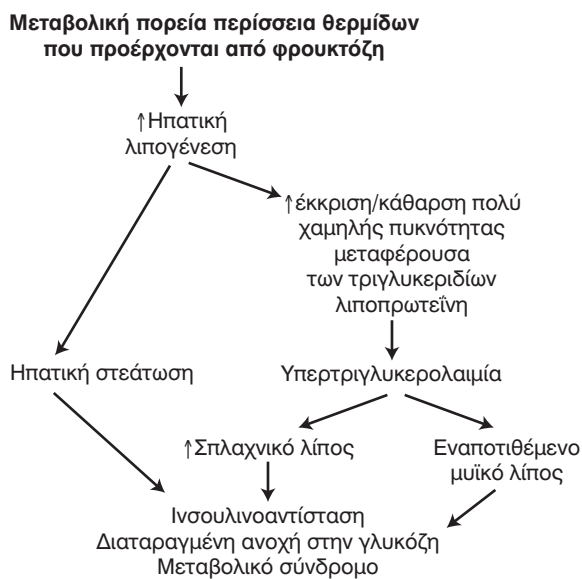 Μεταβολική πορεία περίσσεια θερμίδων
που προέρχονται από φρουκτόζη
↑Ηπατική
λιπογένεση
↑έκκριση/κάθαρση πολύ
χαμηλής πυκνότητας
μεταφέρουσα
των τριγλυκεριδίων
λιποπρωτεΐνη
Ηπατική στεάτωση
Υπερτριγλυκερολαιμία
↑Σπλαχνικό λίπος
Εναποτιθέμενο
μυϊκό λίπος
Ινσουλινοαντίσταση
Διαταραγμένη ανοχή στην γλυκόζη
Μεταβολικό σύνδρομο